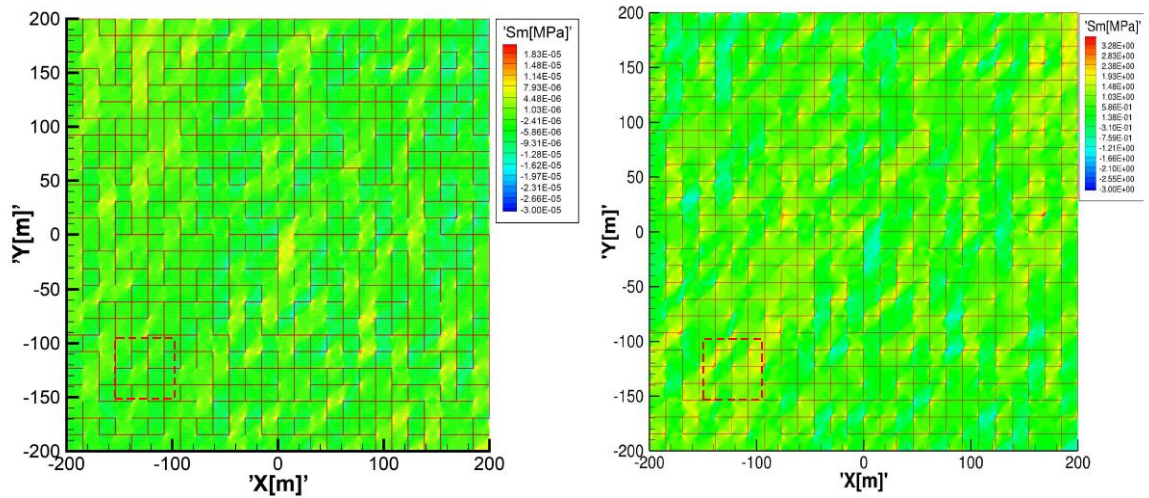 200
150
100
50
0
-50
-100
-150
-200
'Y[m]'
-200 -100 0 100 200
'X[m]'
'Sm[MPa]'
1.83E-05
1.48E-05
1.14E-05
7.93E-06
4.48E-06
1.03E-06
-2.41E-06
-5.86E-06
-9.31E-06
-1.28E-05
-1.62E-05
-1.97E-05
-2.31E-05
-2.66E-05
-3.00E-05
200
150
100
50
0
-50
-100
-150
-200
'Y[m]'
-200 -100 0 100 200
'X[m]'
'Sm[MPa]'
3.28E+00
2.83E+00
2.38E+00
1.93E+00
1.48E+00
1.03E+00
5.86E-01
1.38E-01
-3.10E-01
-7.59E-01
-1.21E+00
-1.66E+00
-2.10E+00
-2.55E+00
-3.00E+00